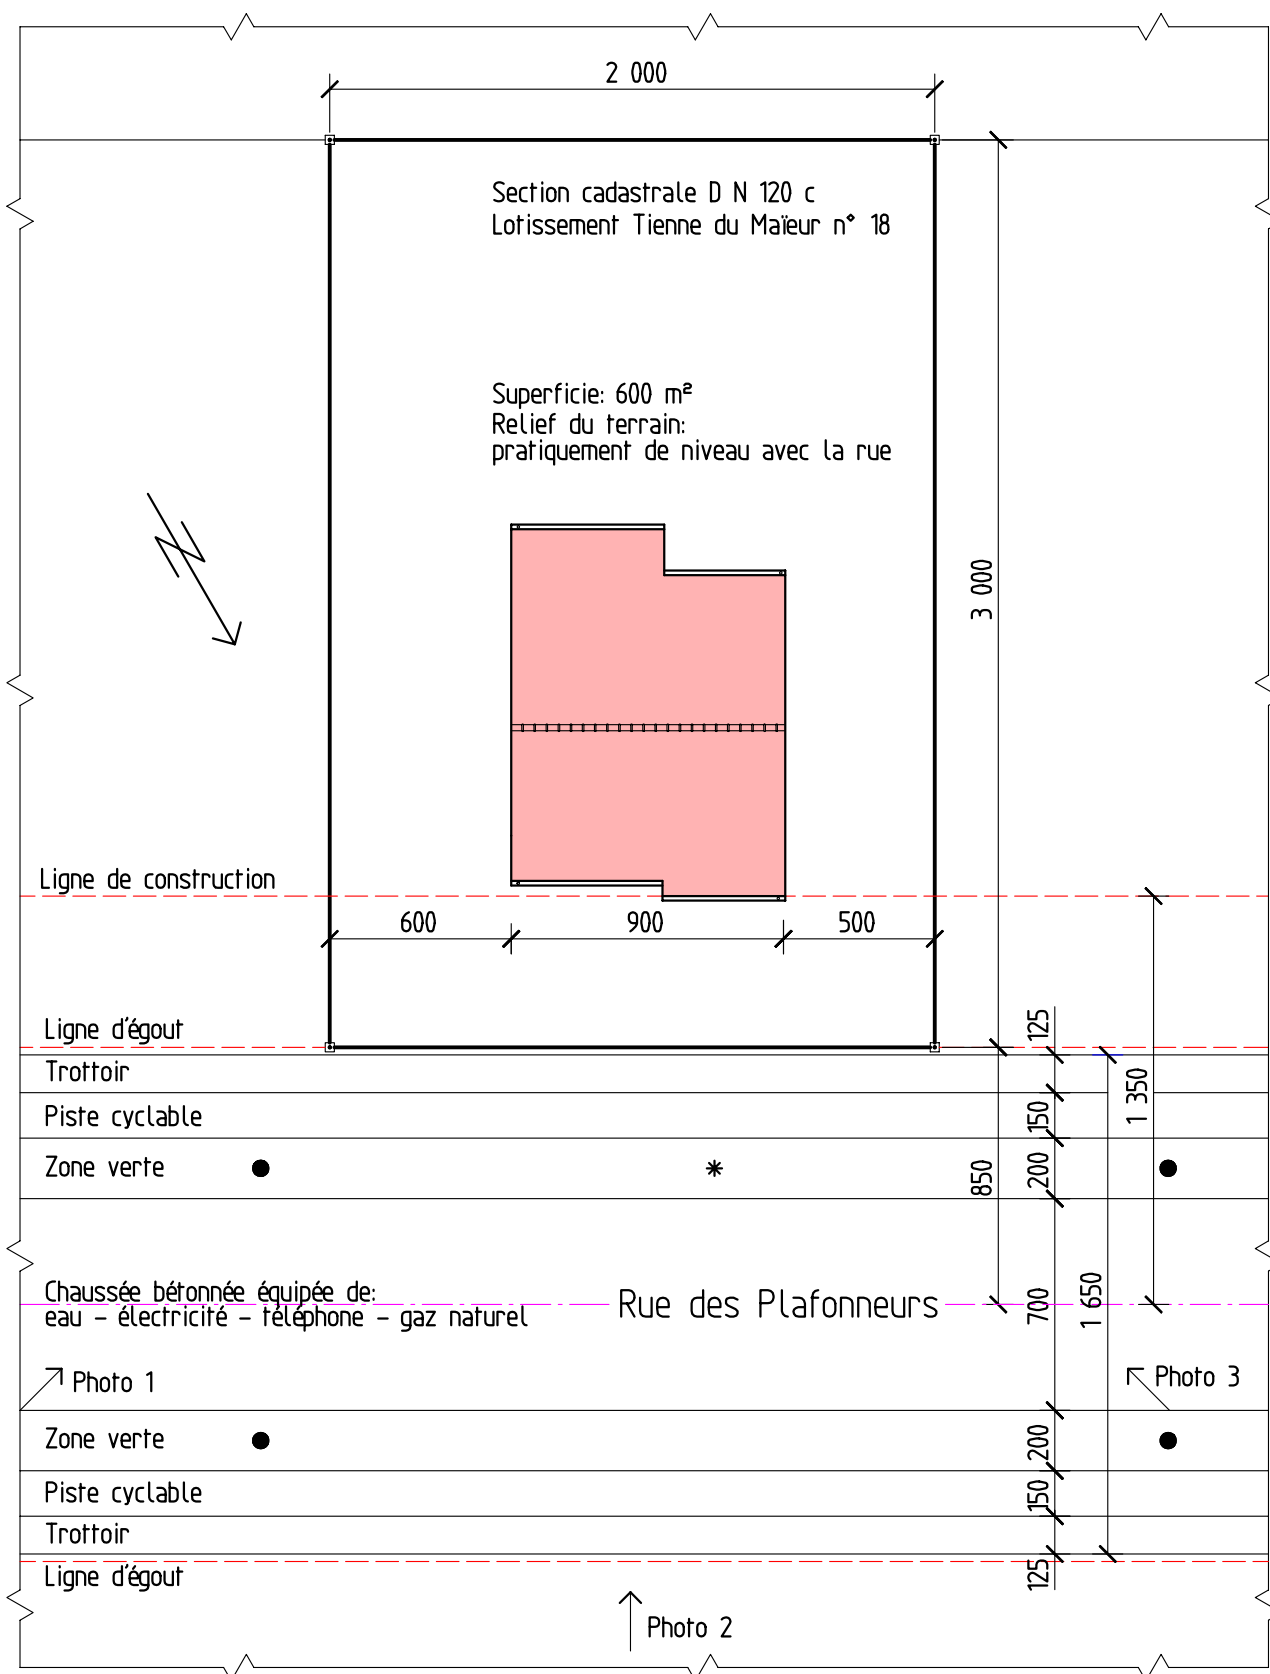 2 000
Section cadastrale D N 120 c
Lotissement Tienne du Maïeur n° 18
Superficie: 600 m²
Relief du terrain:
pratiquement de niveau avec la rue
3 000
Ligne de construction
600
900
500
Ligne d'égout
125
Trottoir
1 350
Piste cyclable
150
Zone verte
200
850
Chaussée bétonnée équipée de:
eau - électricité - téléphone - gaz naturel
Rue des Plafonneurs
700
1 650
Photo 1
Photo 3
Zone verte
200
Piste cyclable
150
Trottoir
Ligne d'égout
125
Photo 2